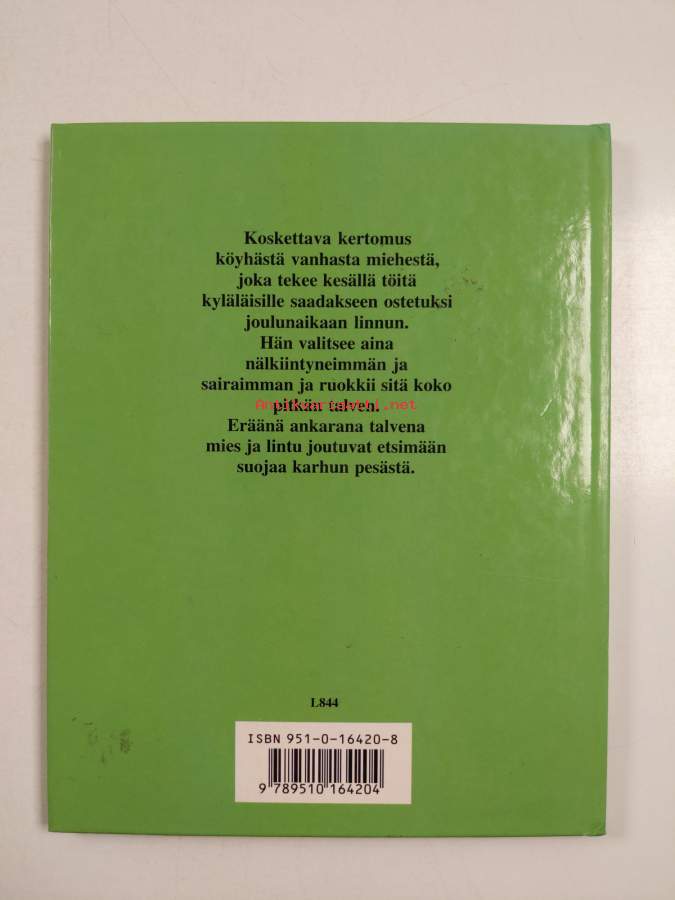 Koskettava kertomus
köyhästä vanhasta miehestä,
joka tekee kesällä töitä
kyläläisille saadakseen ostetuksi
joulunaikaan linnun.
Hän valitsee aina
nälkiintyneimmän ja
sairaimman ja ruokkii sitä koko
pitkän talven.
Antikvariaatti.net
Eräänä ankarana talvena
mies ja lintu joutuvat etsimään
suojaa karhun pesästä.
L844
ISBN 951-0-16420-8
9 789510 164204